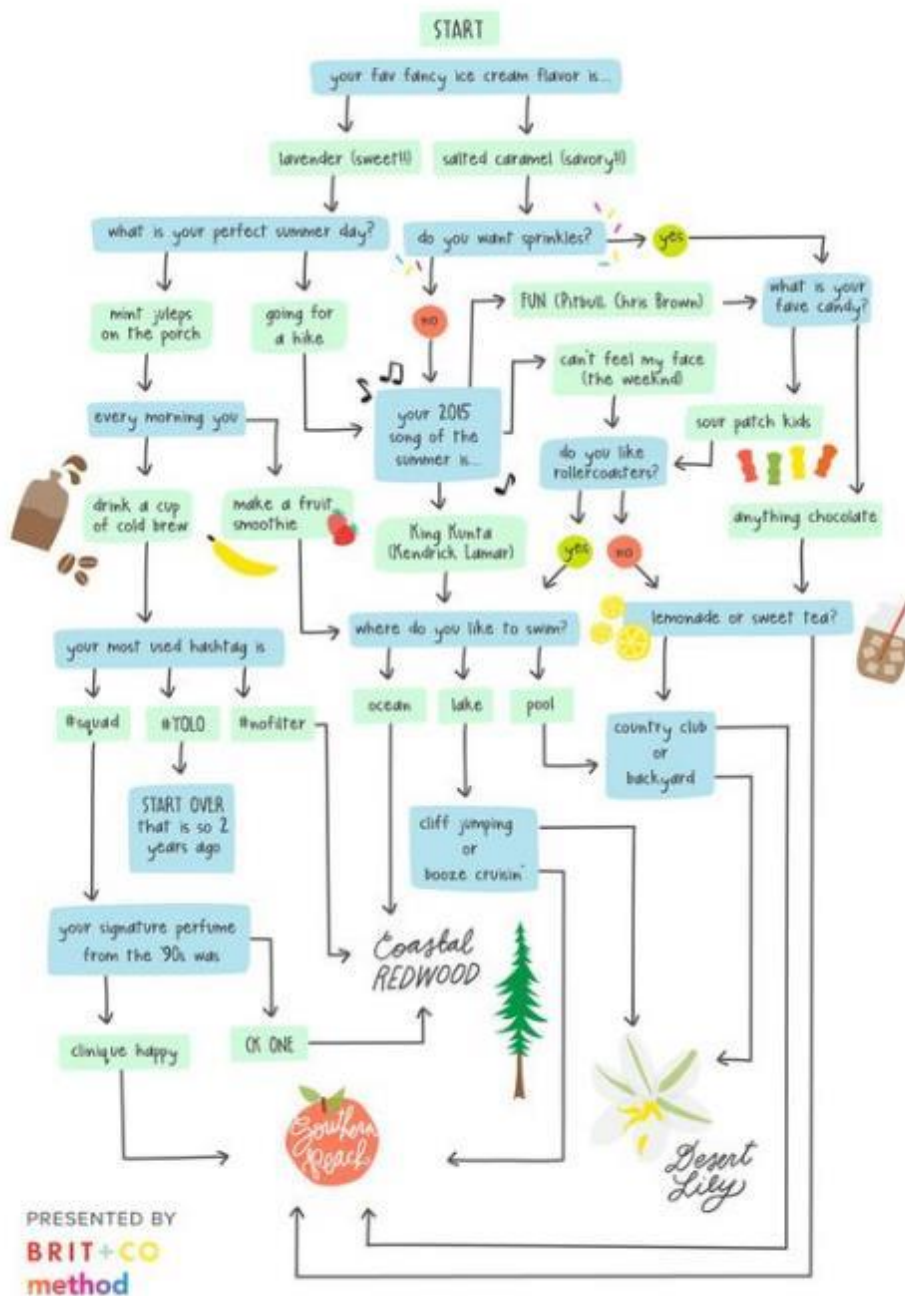 START
your fav fancy ice cream flavor is...
lavender (sweet!!)
salted caramel (savory!!)
what is your perfect summer day?
do you want sprinkles?
yes
mint juleps
on the porch
going for
a hike
no
FUN (Pitbull, Chris Brown)
what is your
fave candy?
can't feel my face
(the weeknd)
every morning you
your 2015
song of the
summer is...
sour patch kids
do you like
rollercoasters?
drink a cup
of cold brew
make a fruit
smoothie
King Kunta
(Kendrick Lamar)
yes
no
anything chocolate
your most used hashtag is
where do you like to swim?
lemonade or sweet tea?
#squad
#YOLO
#nofilter
ocean
lake
pool
country club
or
backyard
START OVER
that is so 2
years ago
cliff jumping
or
booze cruisin'
your signature perfume
from the '90s was
Coastal
REDWOOD
clinique happy
CK ONE
Southern
Peach
Desert
Lily
PRESENTED BY
BRIT + CO
method